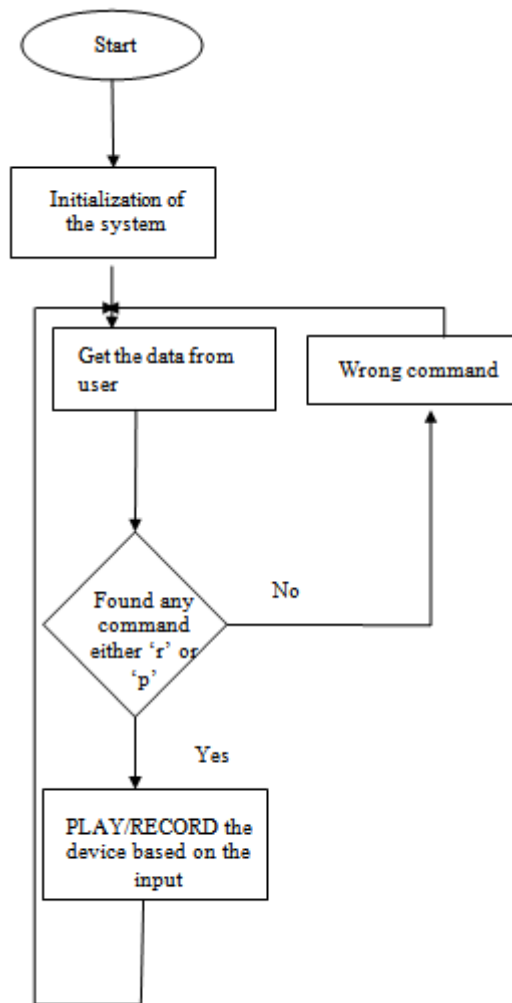 Start
Initialization of
the system
Get the data from
user
Wrong command
Found any
command
either ‘r’ or
‘p’
No
Yes
PLAY/RECORD the
device based on the
input